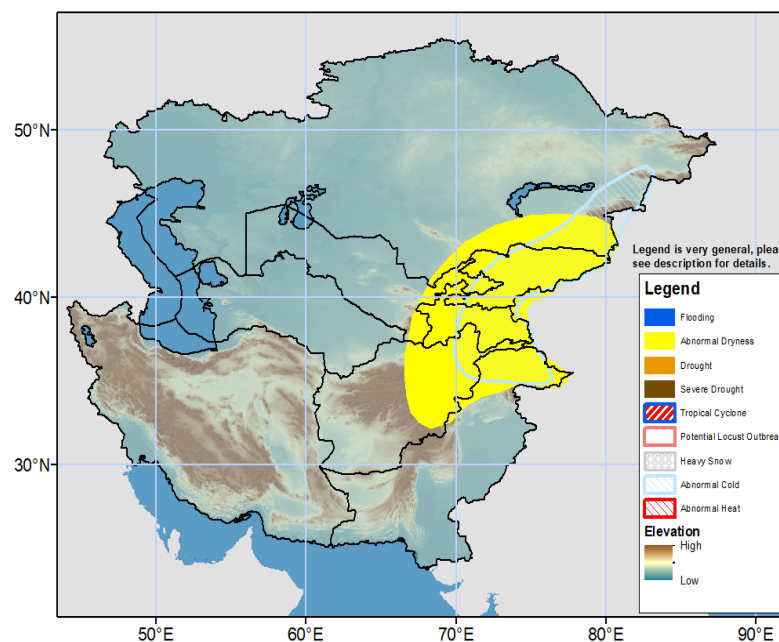 50°N
40°N
30°N
50°E
60°E
70°E
80°E
90°E
Legend is very general, plea
see description for details.
Legend
Flooding
Abnormal Dryness
Drought
Severe Drought
Tropical Cyclone
Potential Locust Outbrea
Heavy Snow
Abnormal Cold
Abnormal Heat
Elevation
High
Low